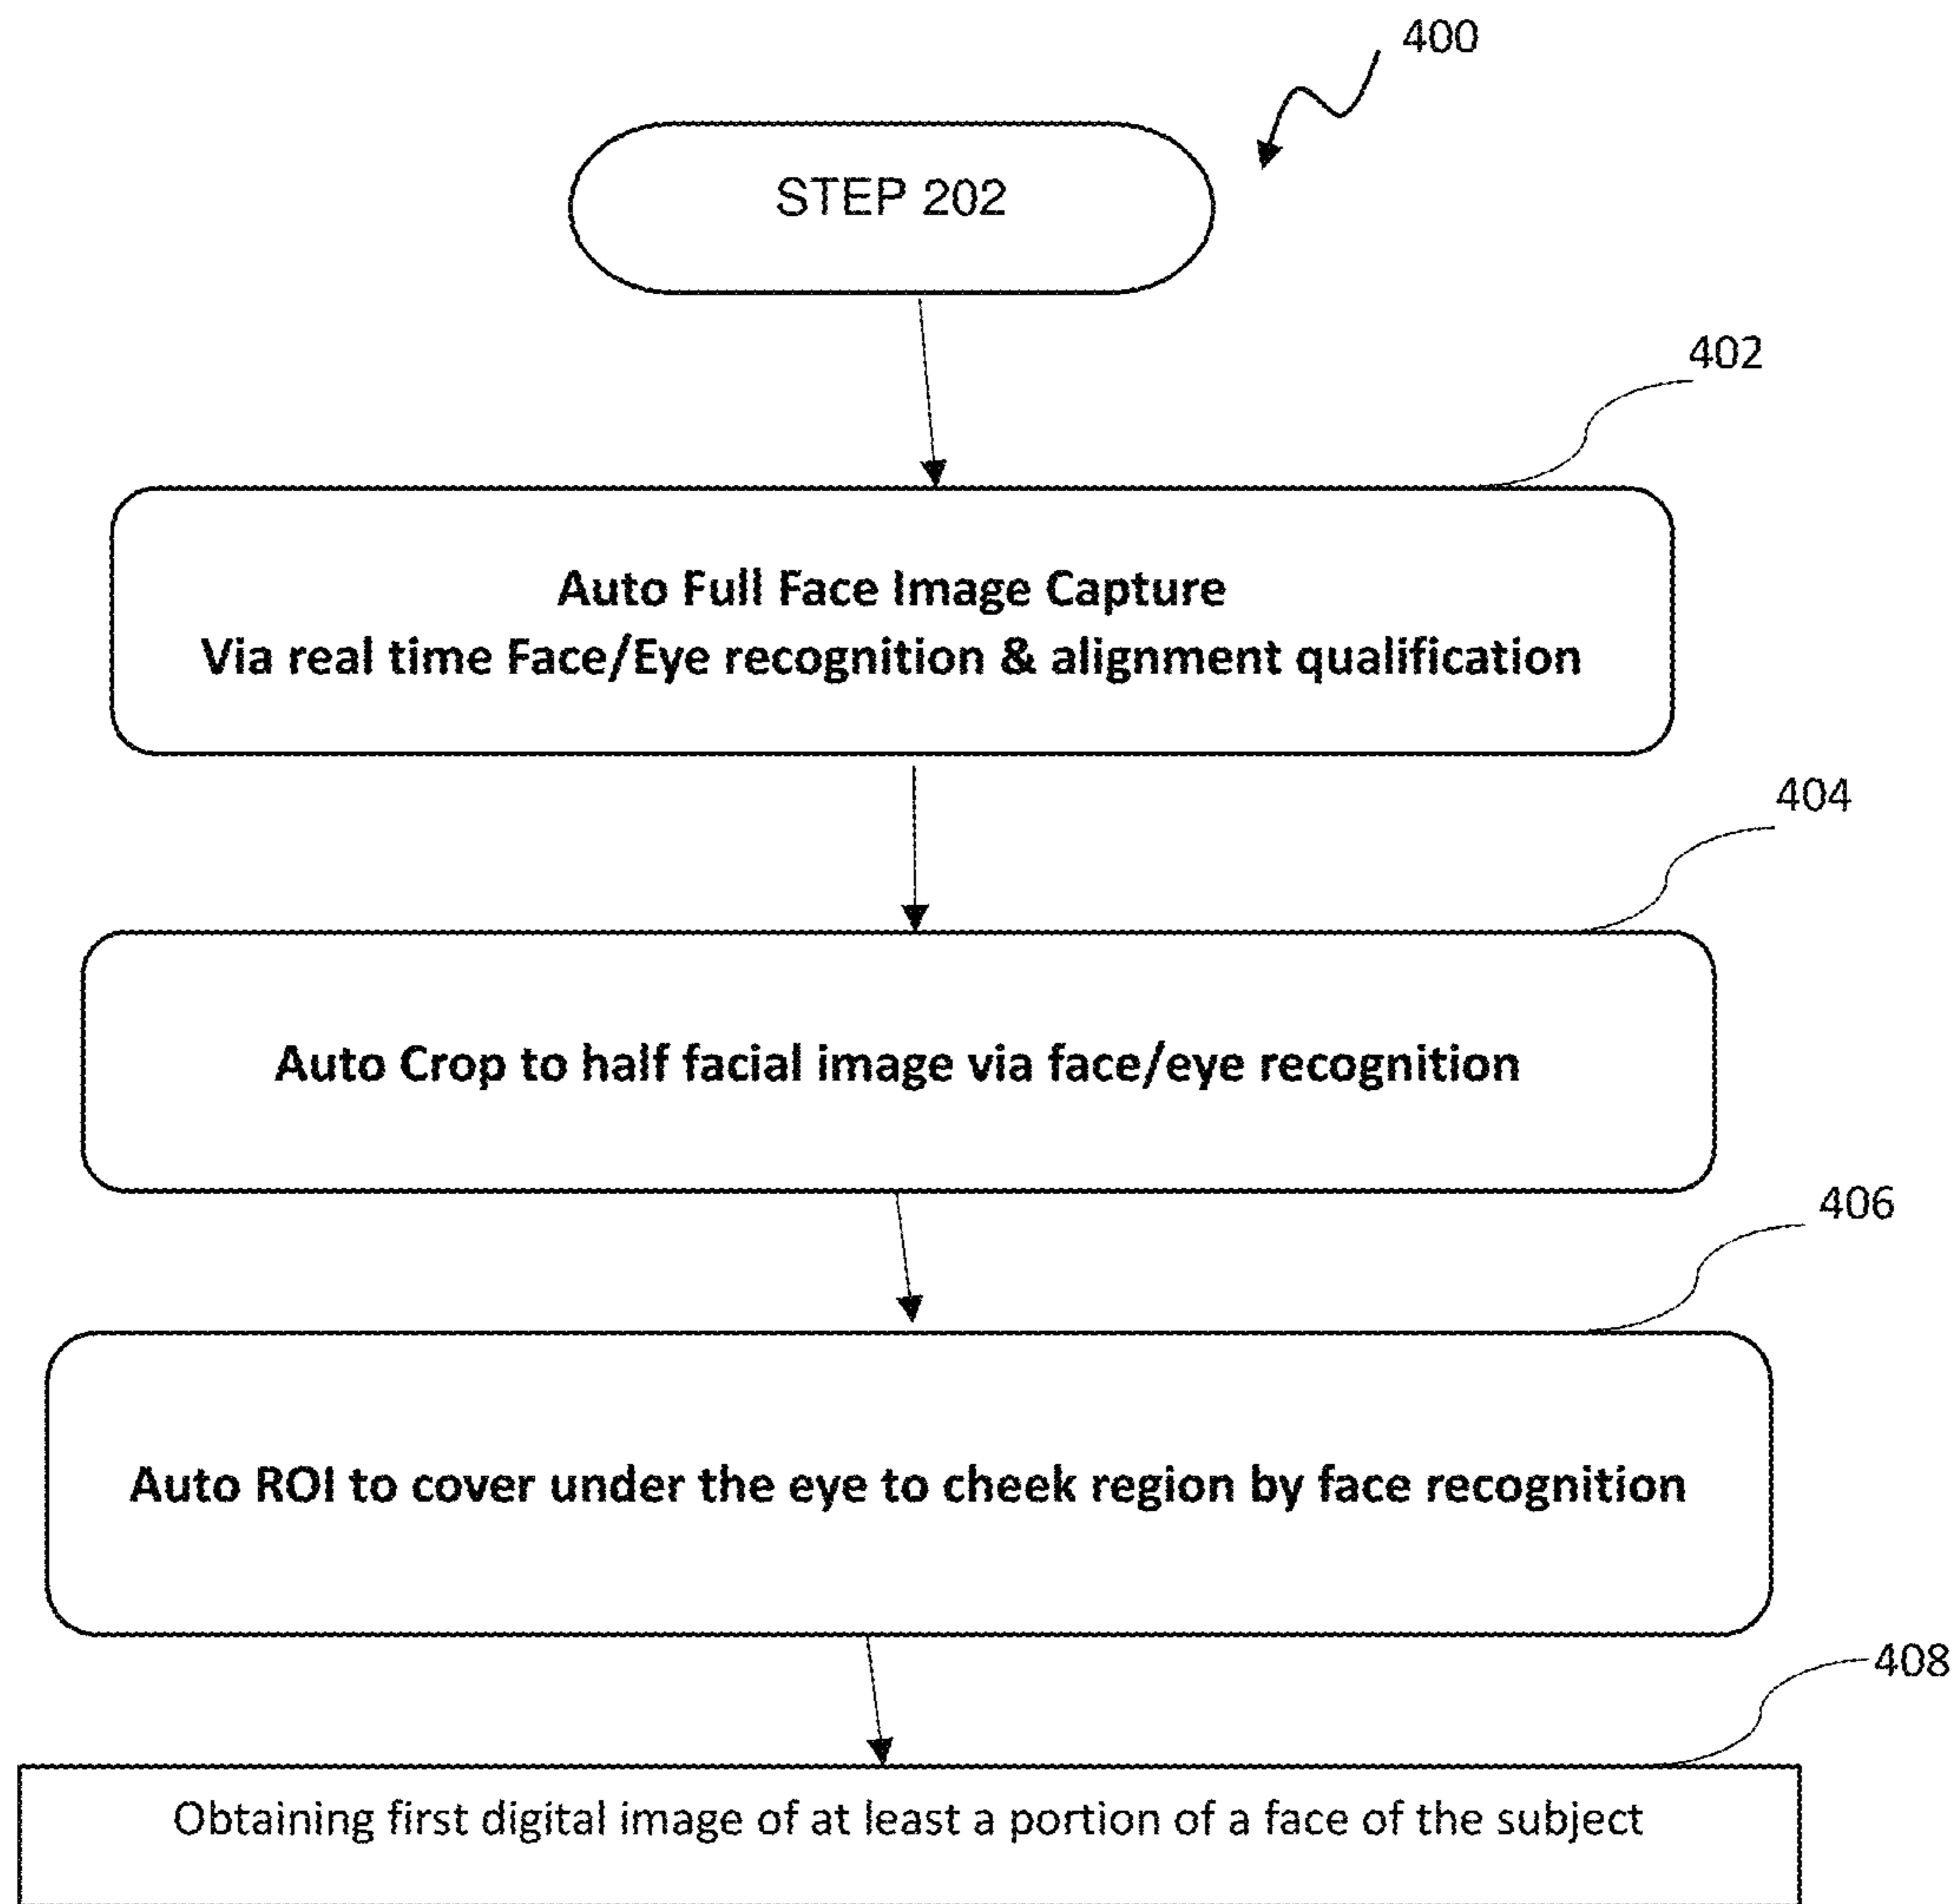 400
STEP 202
402
Auto Full Face Image Capture
Via real time Face/Eye recognition & alignment qualification
404
Auto Crop to half facial image via face/eye recognition
406
Auto ROI to cover under the eye to cheek region by face recognition
408
Obtaining first digital image of at least a portion of a face of the subject